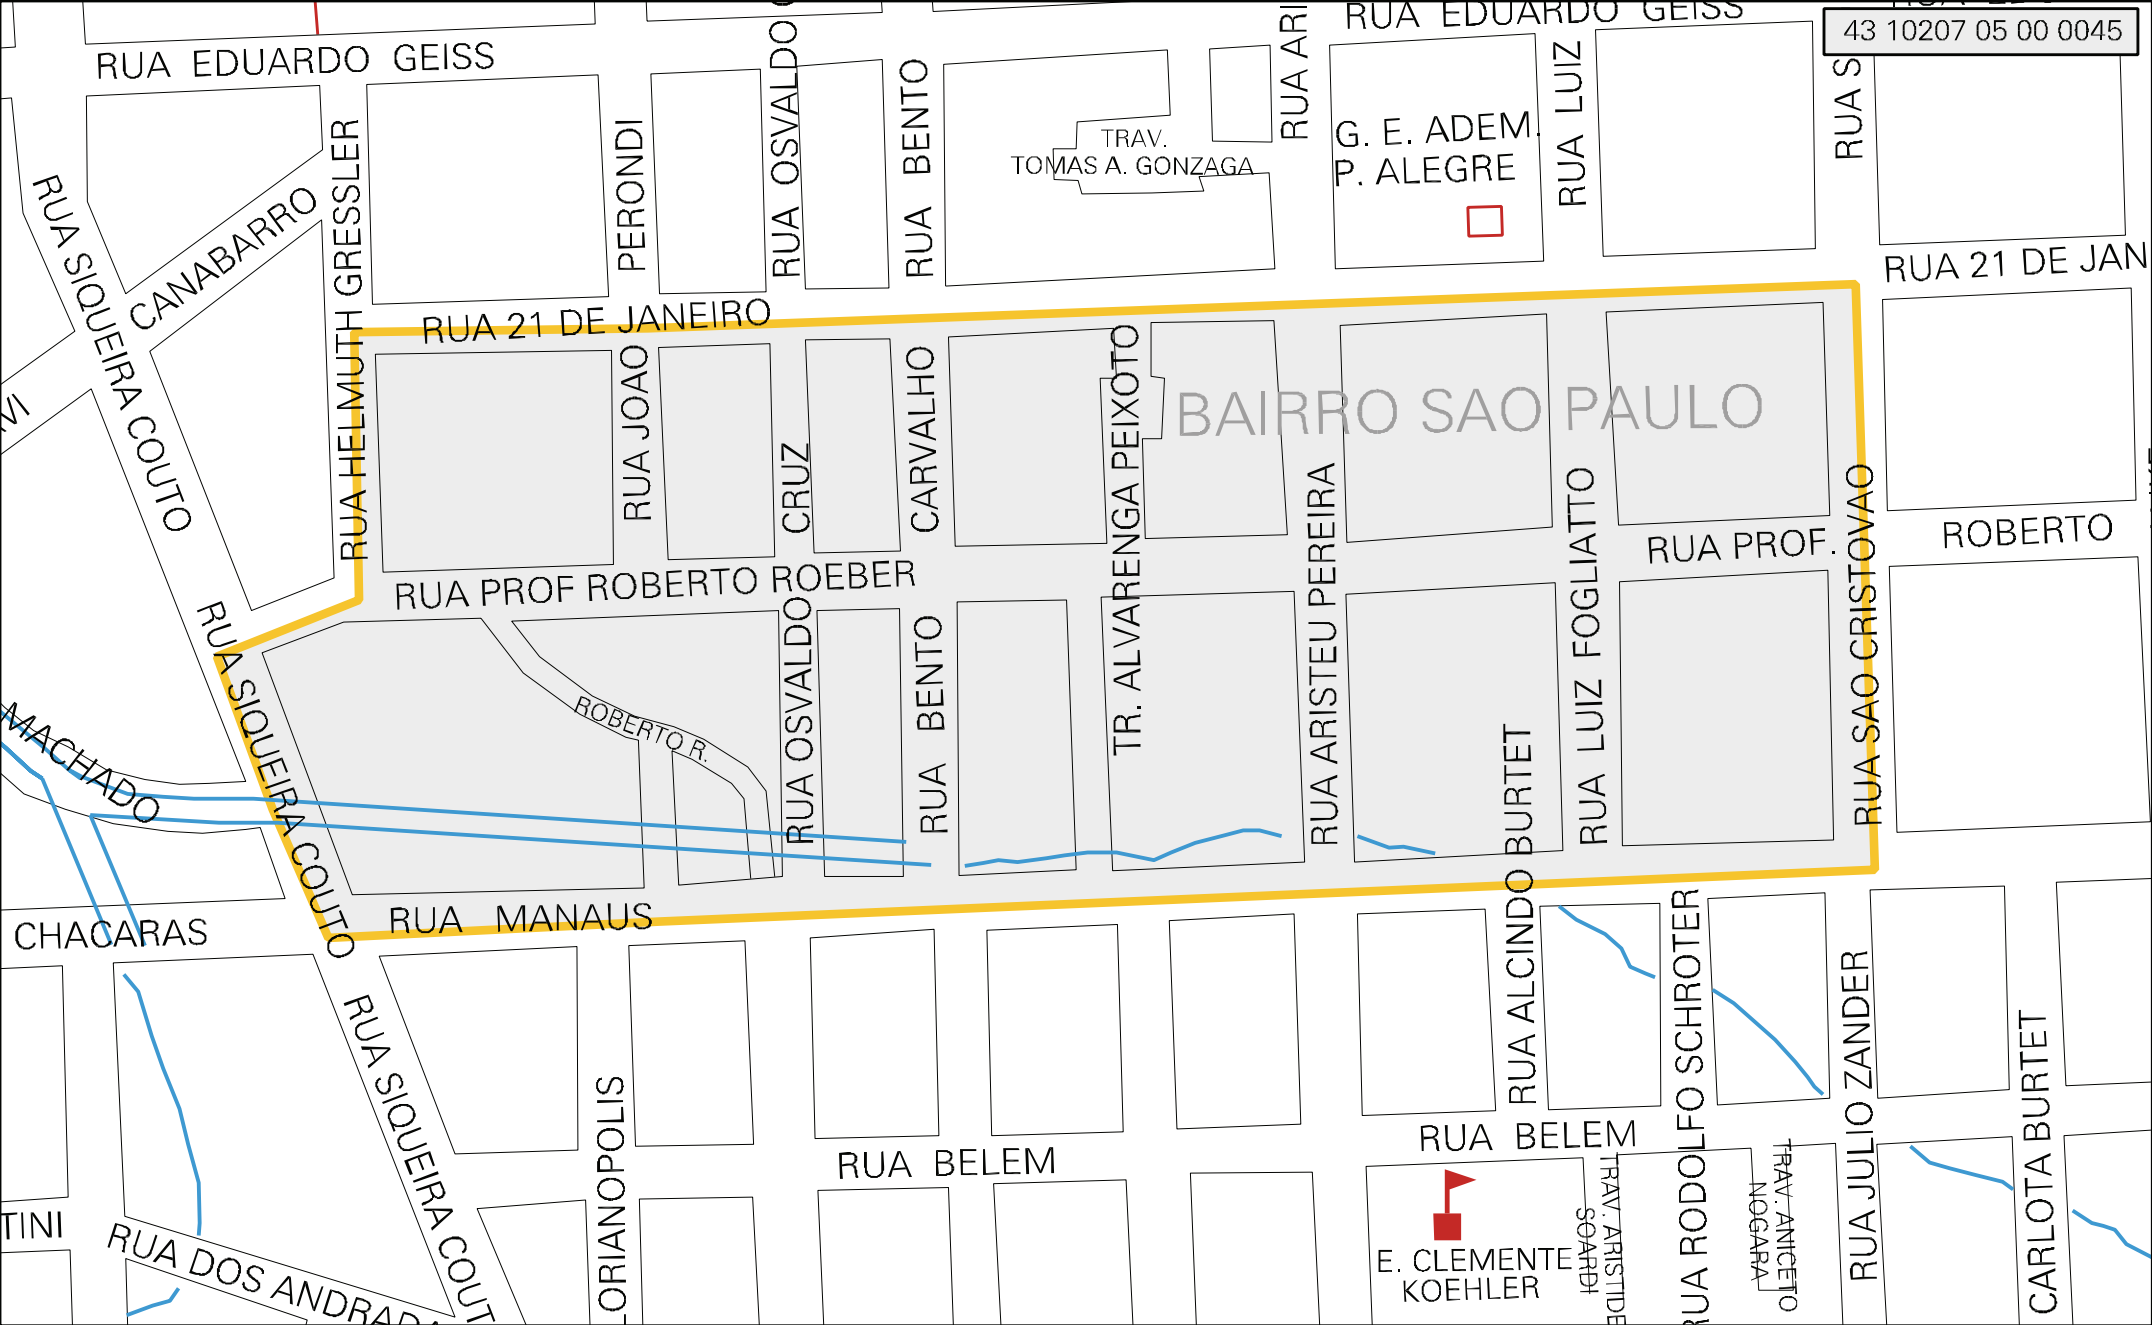 RUA EDUARDO GEISS
RUA EDUARDO GEISS
43 10207 05 00 0045
RUA OSVALDO
RUA BENTO
RUA ARI
RUA LUIZ
RUA S
TRAV.
TOMAS A. GONZAGA
G. E. ADEM.
P. ALEGRE
PERONDI
RUA HELMUTH GRESSLER
CANABARRO
RUA SIQUEIRA COUTO
RUA 21 DE JAN
RUA 21 DE JANEIRO
RUA JOAO
CRUZ
CARVALHO
TR. ALVARENGA PEIXOTO
BAIRRO SAO PAULO
RUA ARISTEU PEREIRA
RUA LUIZ FOGLIATTO
RUA SAO CRISTOVAO
RUA PROF.
ROBERTO
RUA PROF ROBERTO ROEBER
RUA SIQUEIRA COUTO
ROBERTO R.
RUA OSVALDO
RUA BENTO
MACHADO
RUA ALCINDO BURTET
CHACARAS
RUA MANAUS
RUA RODOLFO SCHROTER
RUA JULIO ZANDER
CARLOTA BURTET
RUA SIQUEIRA COUT
LORIANOPOLIS
RUA BELEM
RUA BELEM
TINI
RUA DOS ANDRADA
E. CLEMENTE
KOEHLER
TRAV. ARISTIDE
SOARDI
TRAV. ANICETO
NOGARA